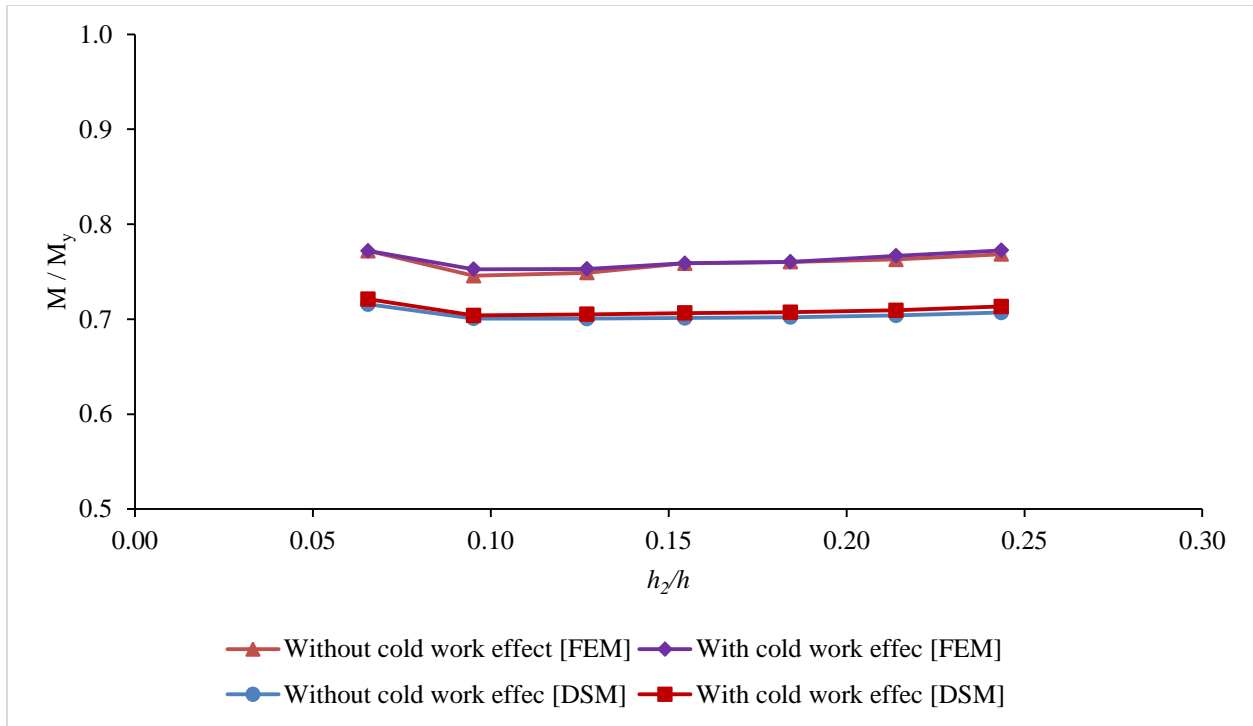 1.0
0.9
0.8
0.7
0.6
0.5
M / My
0.00 0.05 0.10 0.15 0.20 0.25 0.30
h2/h
Without cold work effect [FEM] With cold work effec [FEM]
Without cold work effec [DSM] With cold work effec [DSM]